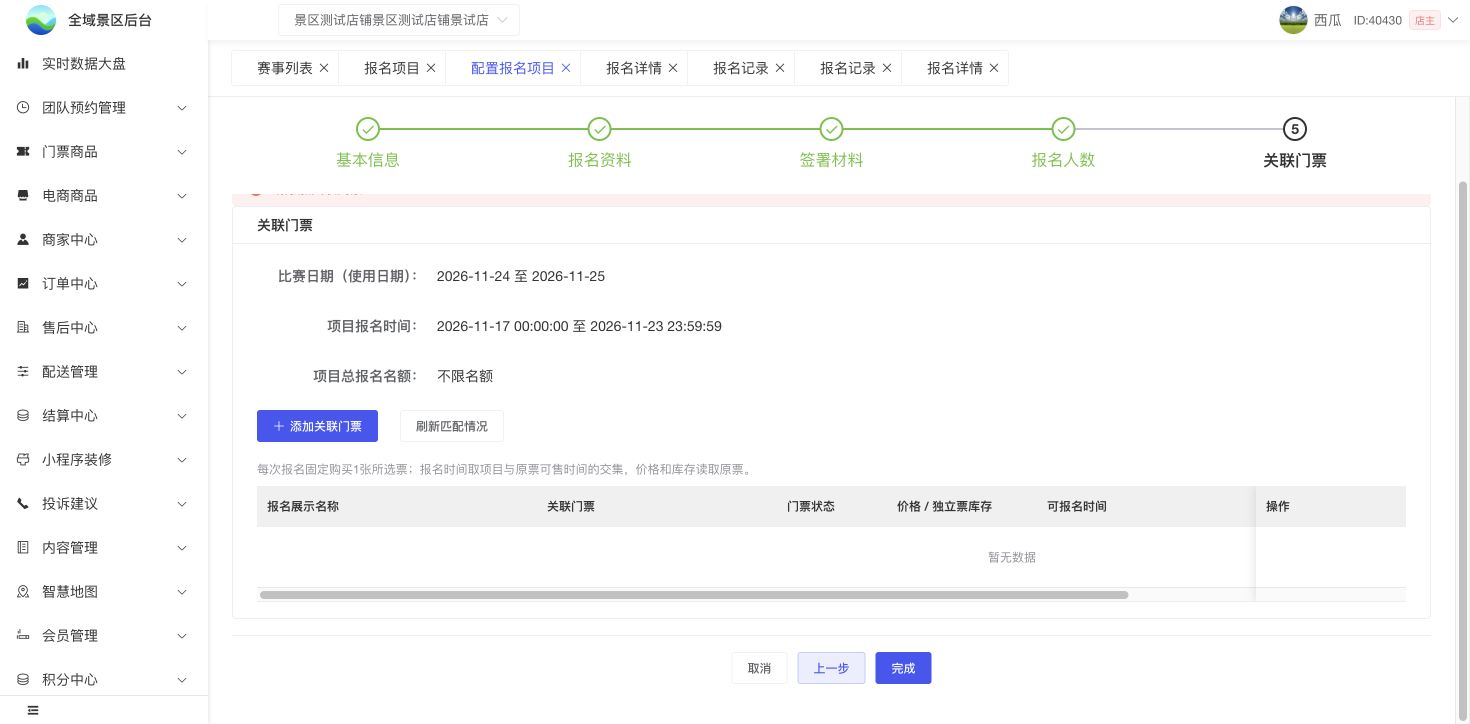 全域景区后台
景区测试店铺景区测试店铺景试店
西瓜 ID:40430 店主
实时数据大盘
团队预约管理
门票商品
电商商品
商家中心
订单中心
售后中心
配送管理
结算中心
小程序装修
投诉建议
内容管理
智慧地图
会员管理
积分中心
赛事列表 报名项目 配置报名项目 报名详情 报名记录 报名记录 报名详情
基本信息 报名资料 签署材料 报名人数 5 关联门票
关联门票
比赛日期（使用日期）： 2026-11-24 至 2026-11-25
项目报名时间： 2026-11-17 00:00:00 至 2026-11-23 23:59:59
项目总报名名额： 不限名额
添加关联门票 刷新匹配情况
每次报名固定购买1张所选票；报名时间取项目与原票可售时间的交集，价格和库存读取原票。
报名展示名称 关联门票 门票状态 价格 / 独立票库存 可报名时间 操作
暂无数据
取消 上一步 完成